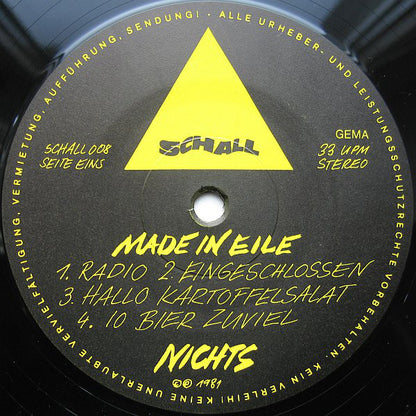 ALLE URHEBER- UND LEISTUNGSSCHUTZRECHTE VORBEHALTEN. KEIN VERLEIH! KEINE UNERLAUBTE VERVIELFÄLTIGUNG, VERMIETUNG, AUFFÜHRUNG, SENDUNG! -
SCHALL
SCHALL 008
SEITE EINS
GEMA
33 UPM
STEREO
MADE IN EILE
1. RADIO 2. EINGESCHLOSSEN
3. HALLO KARTOFFELSALAT
4. 10 BIER ZUVIEL
NICHTS
©℗ 1981